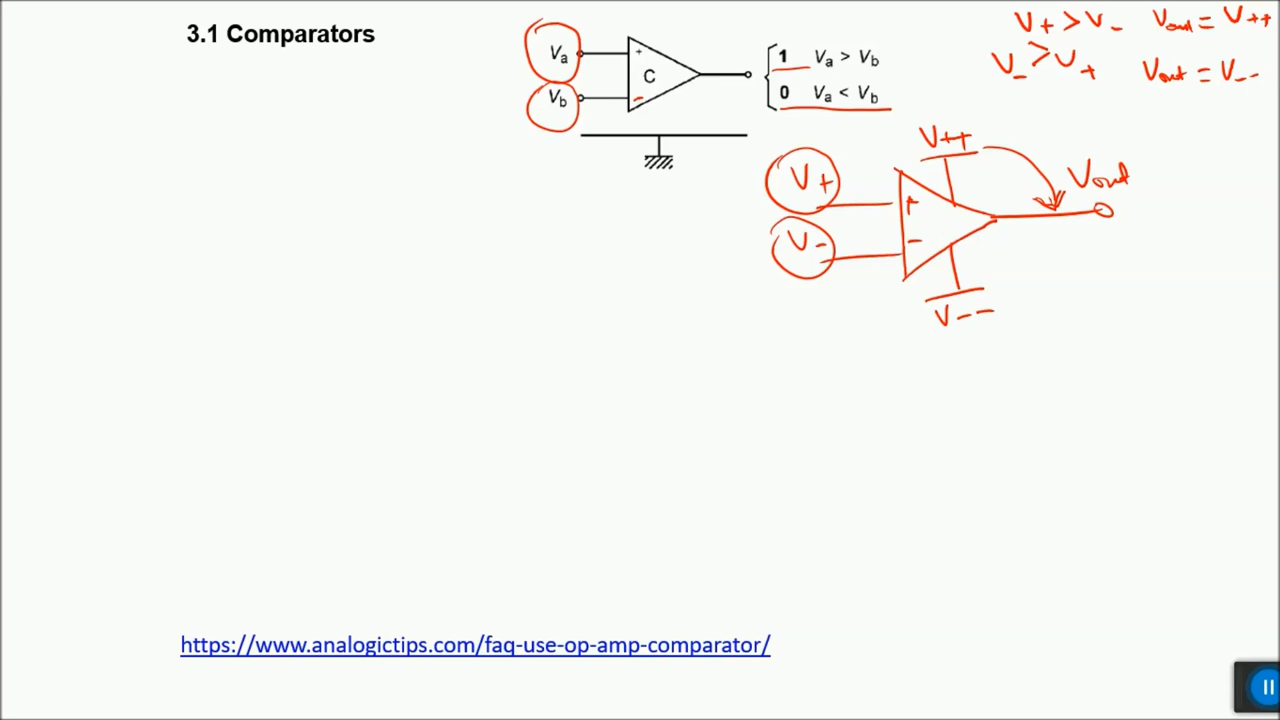 3.1 Comparators
Va
Vb
+
-
C
1 Va > Vb
0 Va < Vb
V+ > V- Vout = V++
V- > V+ Vout = V--
V++
V+
V-
+
-
Vout
V--
https://www.analogictips.com/faq-use-op-amp-comparator/